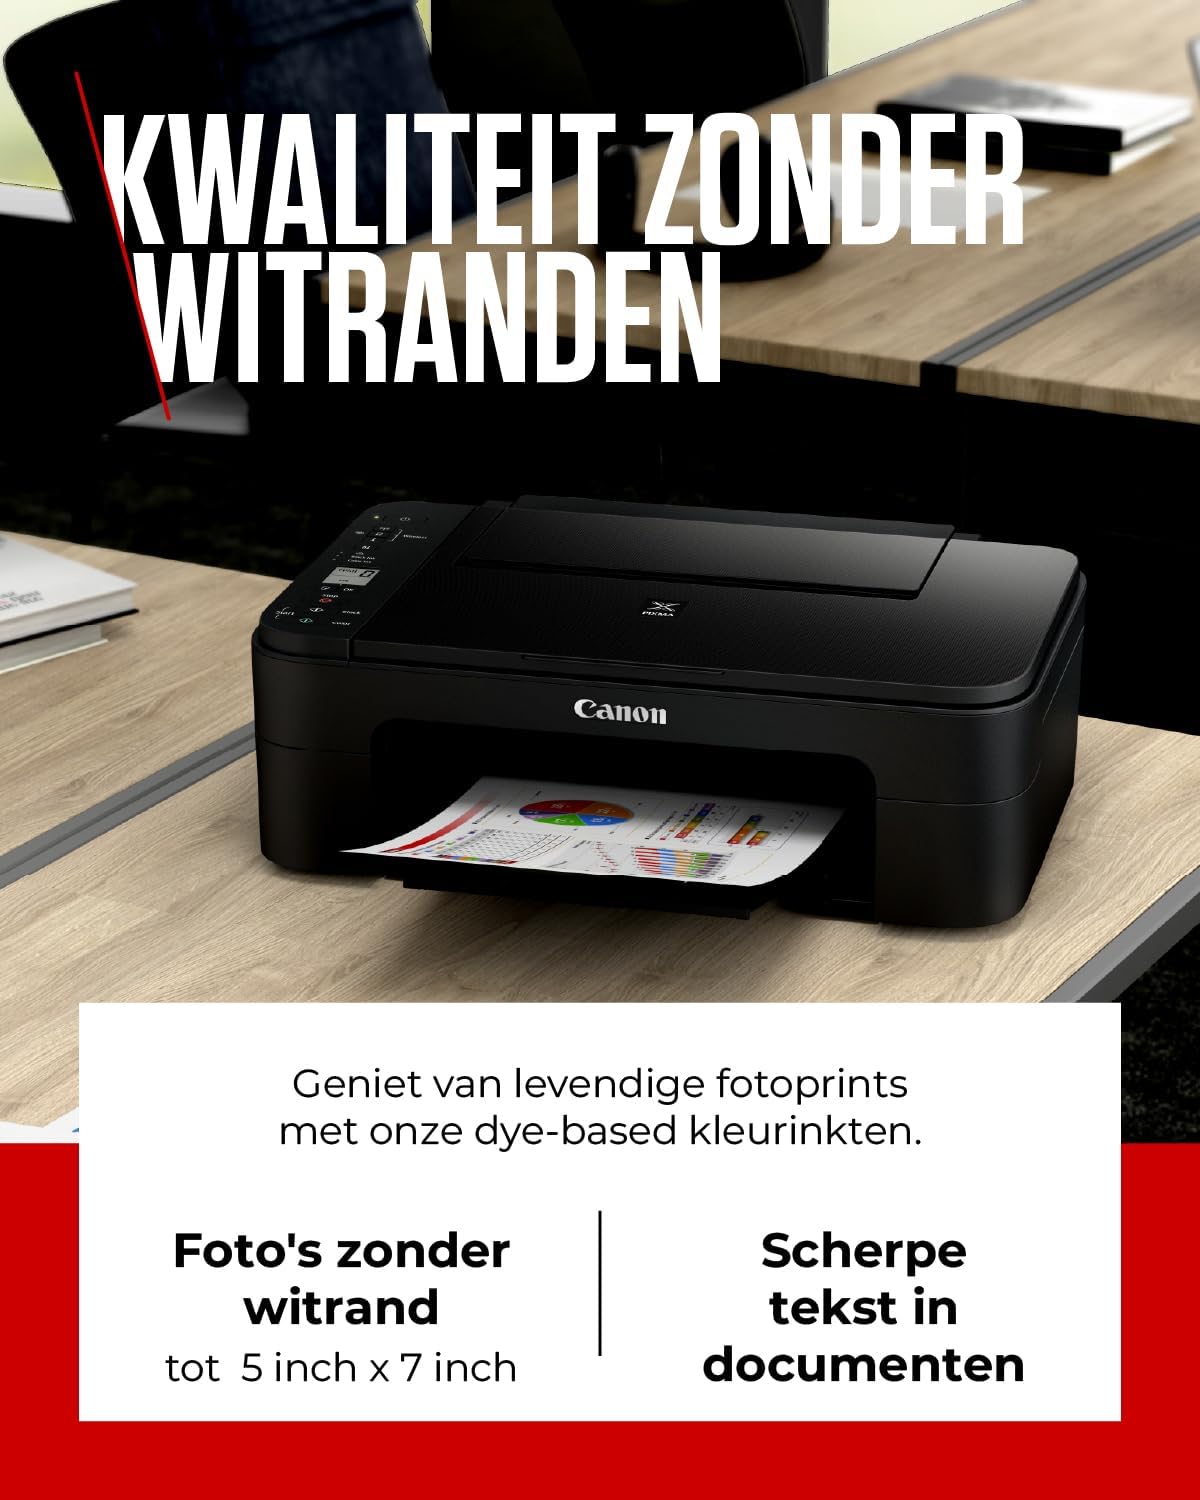 KWALITEIT ZONDER
WITRANDEN
PIXMA
Canon
Geniet van levendige fotoprints
met onze dye-based kleurinkten.
Foto's zonder
witrand
tot 5 inch x 7 inch
Scherpe
tekst in
documenten